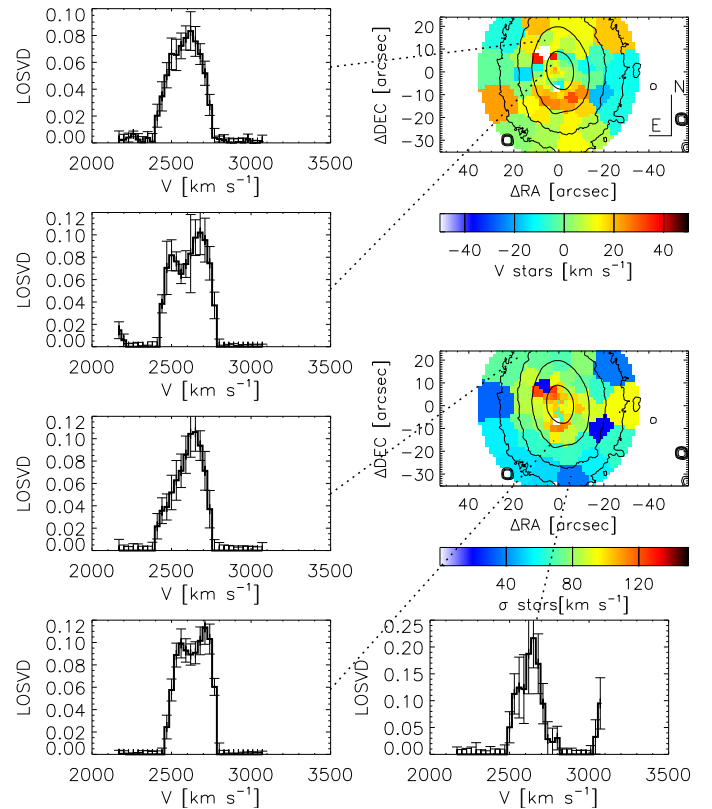 0.10
0.08
0.06
0.04
0.02
0.00
LOSVD
2000 2500 3000 3500
V [km s⁻¹]
20
10
0
−10
−20
−30
ΔDEC [arcsec]
N
E
40 20 0 −20 −40
ΔRA [arcsec]
−40 −20 0 20 40
V stars [km s⁻¹]
0.12
0.10
0.08
0.06
0.04
0.02
0.00
LOSVD
2000 2500 3000 3500
V [km s⁻¹]
20
10
0
−10
−20
−30
ΔDEC [arcsec]
40 20 0 −20 −40
ΔRA [arcsec]
40 80 120
σ stars[km s⁻¹]
0.12
0.10
0.08
0.06
0.04
0.02
0.00
LOSVD
2000 2500 3000 3500
V [km s⁻¹]
0.12
0.10
0.08
0.06
0.04
0.02
0.00
LOSVD
2000 2500 3000 3500
V [km s⁻¹]
0.25
0.20
0.15
0.10
0.05
0.00
LOSVD
2000 2500 3000 3500
V [km s⁻¹]